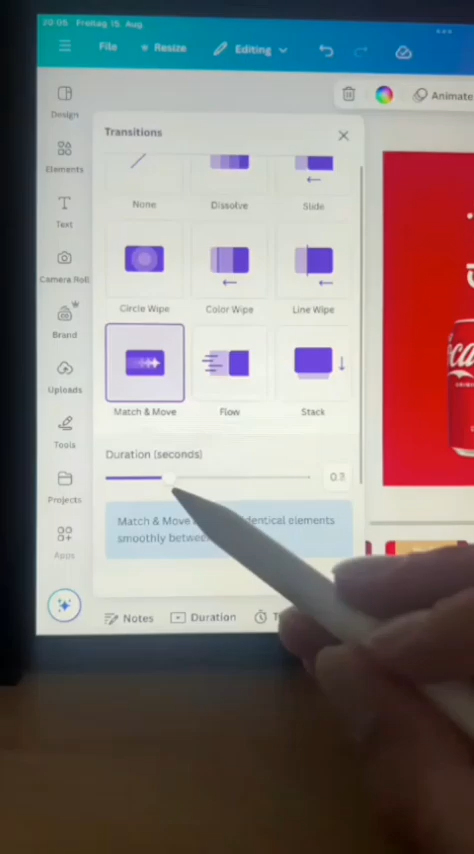 20:05 Freitag 15. Aug.
File
Resize
Editing
Animate
Design
Elements
Text
Camera Roll
Brand
Uploads
Tools
Projects
Apps
Transitions
None
Dissolve
Slide
Circle Wipe
Color Wipe
Line Wipe
Match & Move
Flow
Stack
Duration (seconds)
Match & Move identical elements
smoothly
Notes
Duration